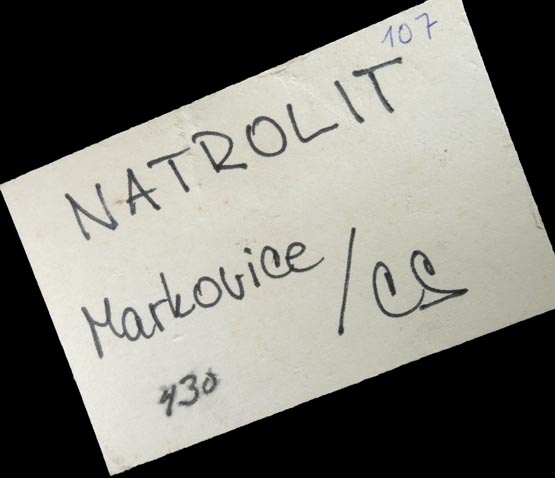 107
NATROLIT
Markovice / CS
430